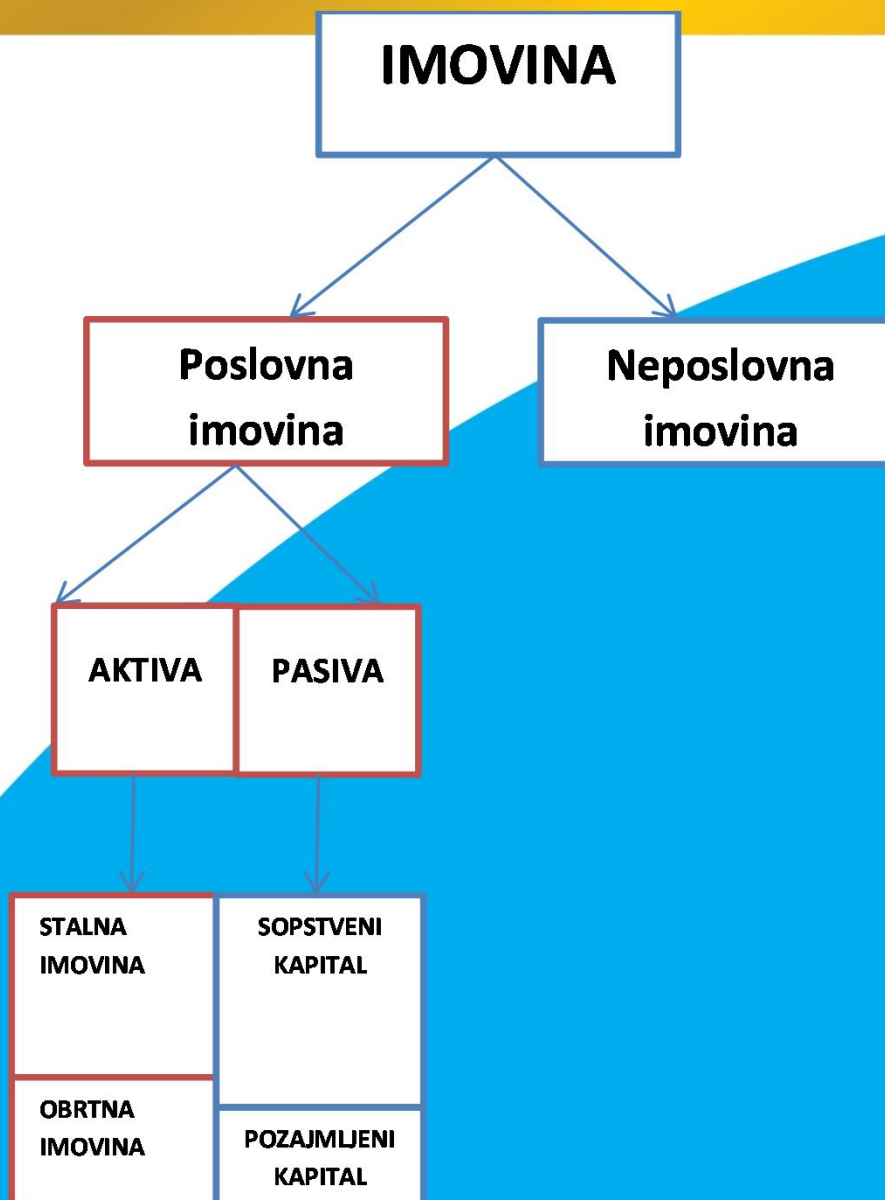 IMOVINA
Poslovna
imovina
Neposlovna
imovina
AKTIVA
PASIVA
STALNA
IMOVINA
SOPSTVENI
KAPITAL
OBRTNA
IMOVINA
POZAJMLJENI
KAPITAL